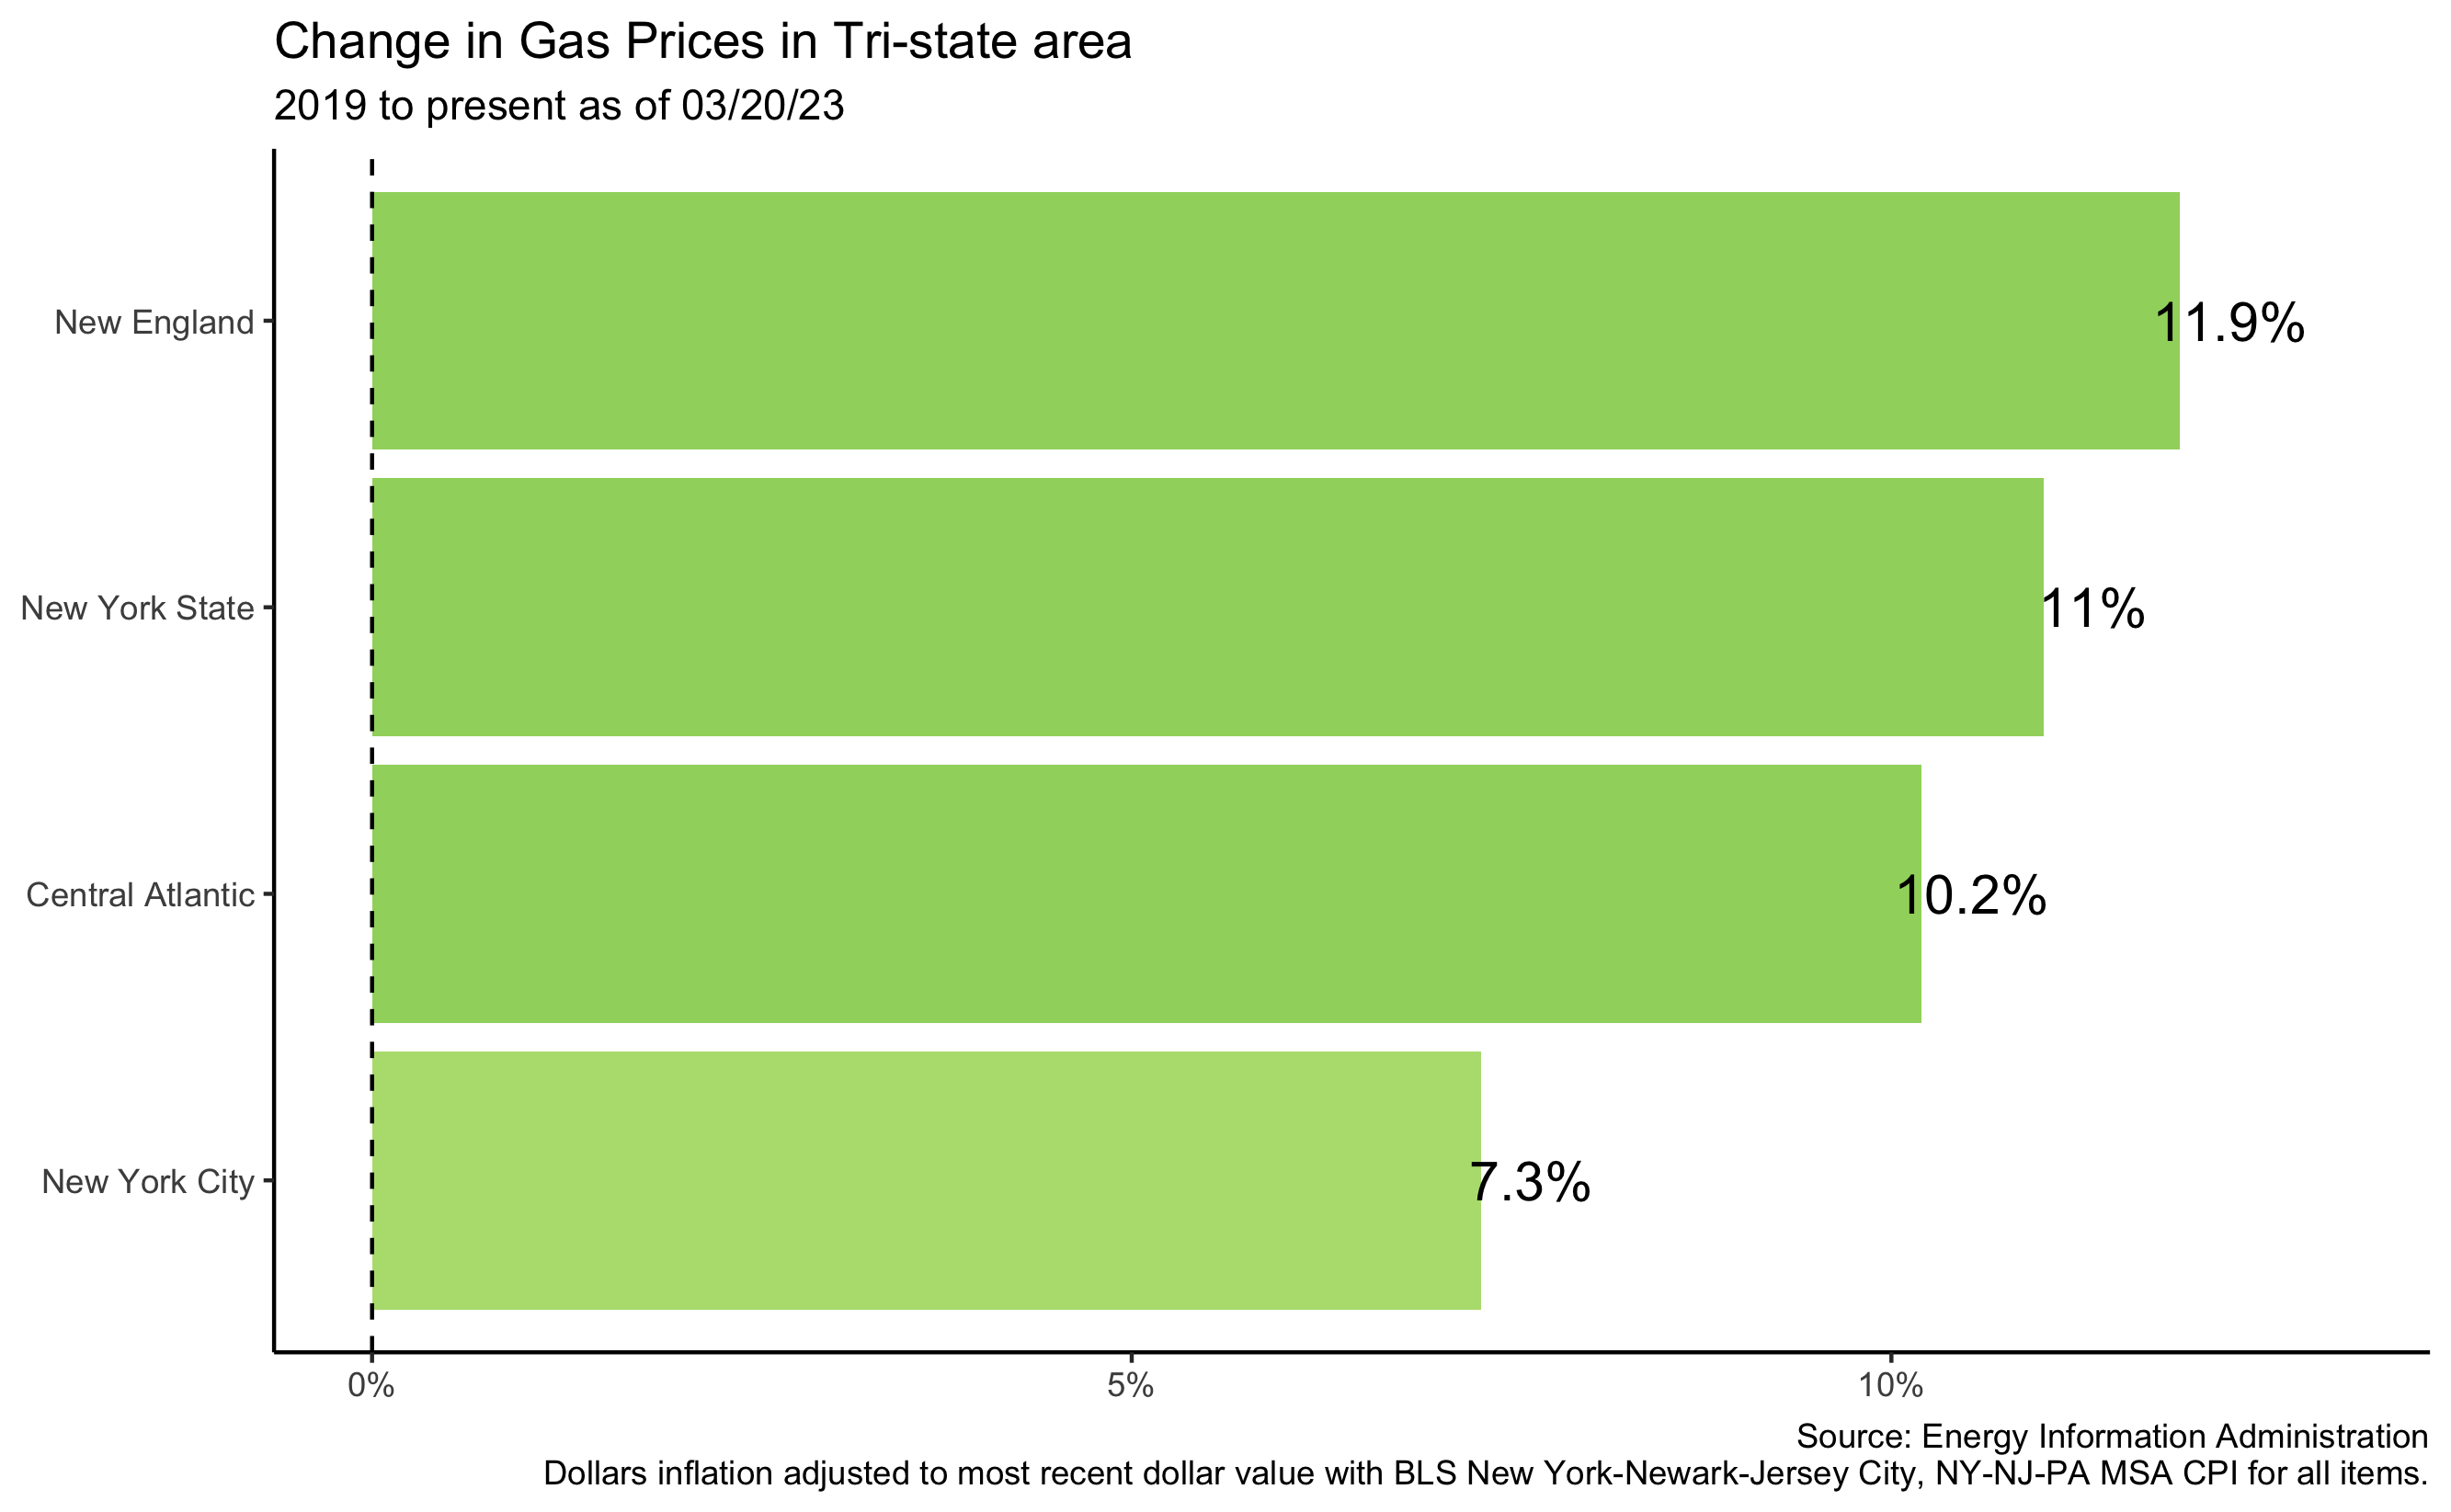 Change in Gas Prices in Tri-state area
2019 to present as of 03/20/23
New England
11.9%
New York State
11%
Central Atlantic
10.2%
New York City
7.3%
0%
5%
10%
Source: Energy Information Administration
Dollars inflation adjusted to most recent dollar value with BLS New York-Newark-Jersey City, NY-NJ-PA MSA CPI for all items.